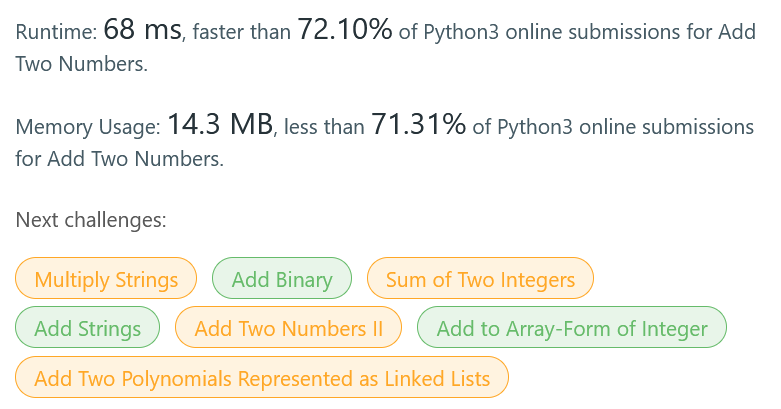 Runtime: 68 ms, faster than 72.10% of Python3 online submissions for Add
Two Numbers.
Memory Usage: 14.3 MB, less than 71.31% of Python3 online submissions
for Add Two Numbers.
Next challenges:
Multiply Strings Add Binary Sum of Two Integers
Add Strings Add Two Numbers II Add to Array-Form of Integer
Add Two Polynomials Represented as Linked Lists